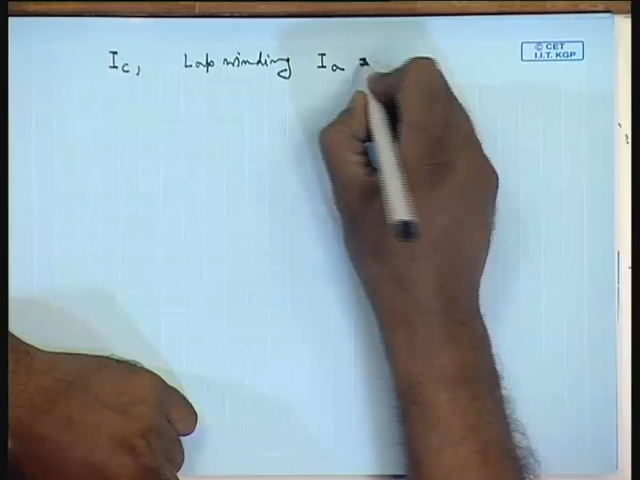 I_c, Lap winding I_a =
© CET
I.I.T. KGP